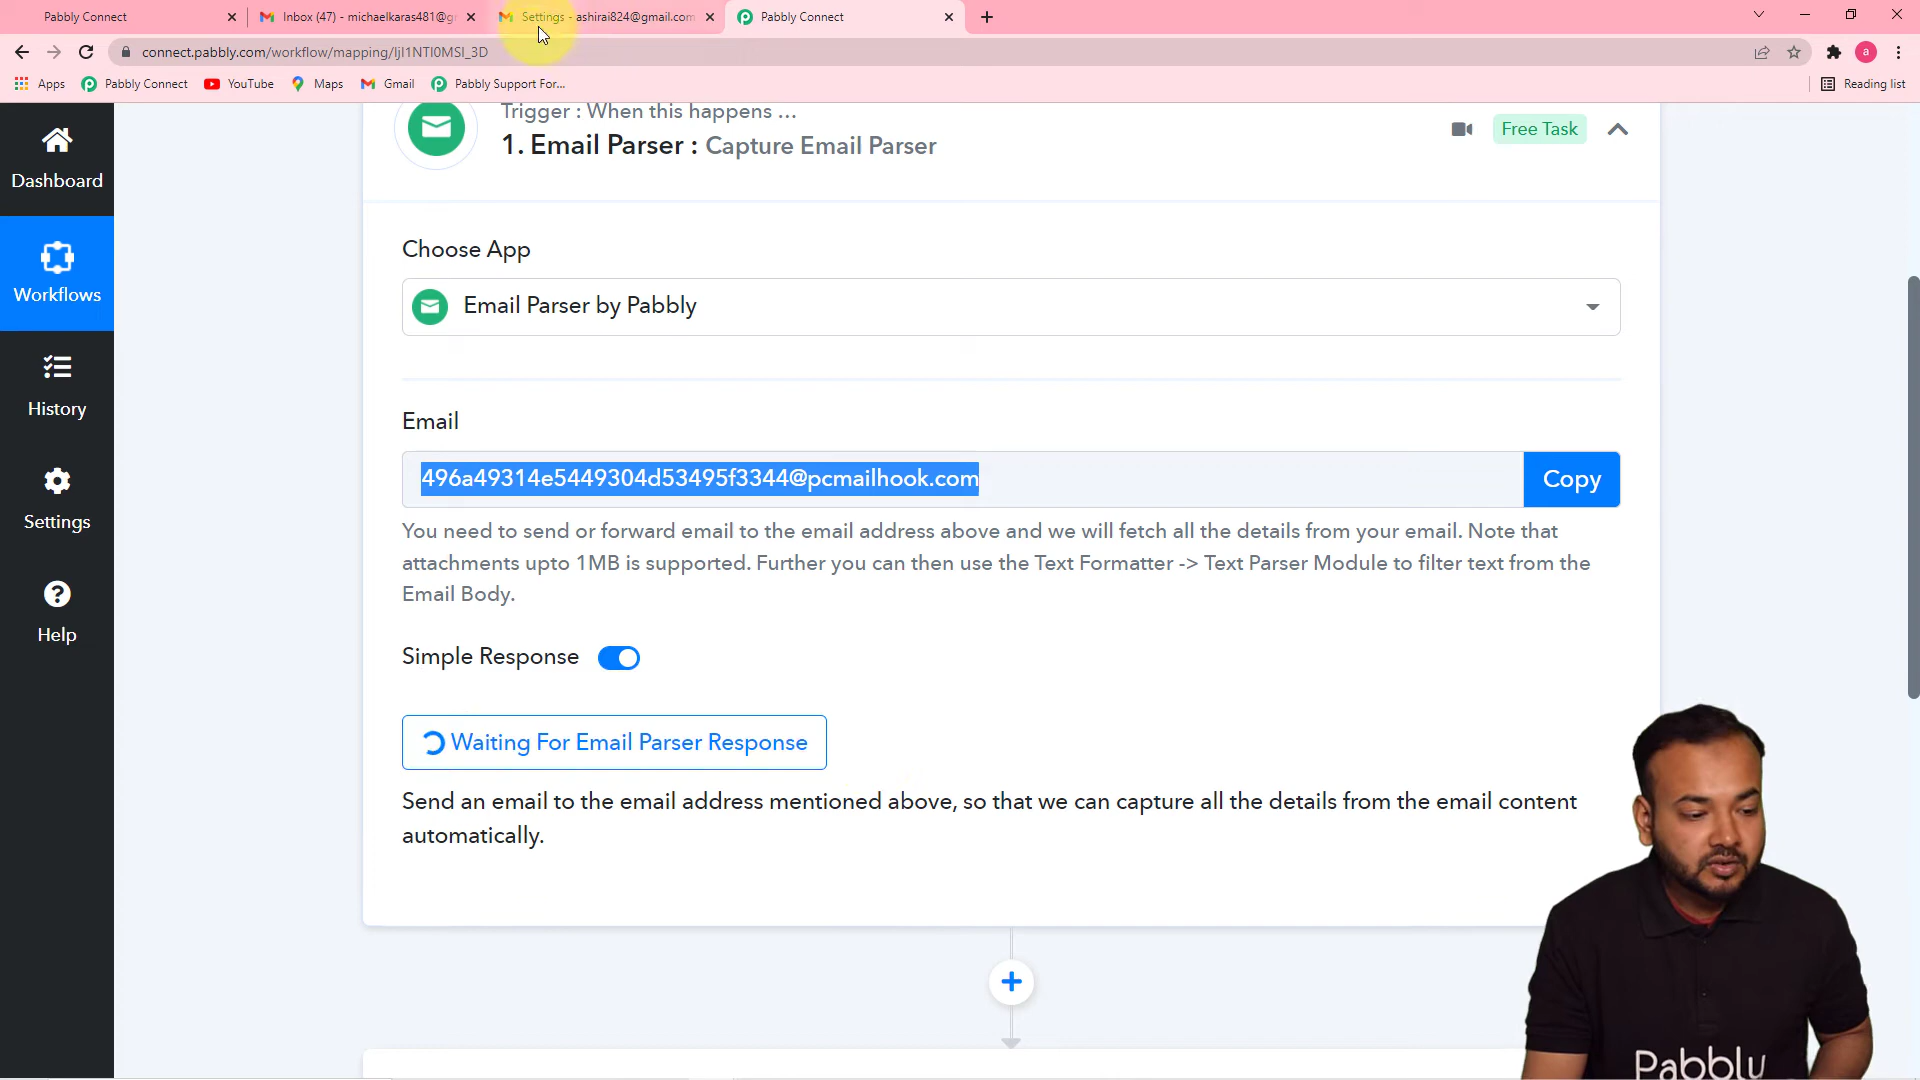 Pabbly Connect
Inbox (47) - michaelkaras481@g
Settings - ashirai824@gmail.com
Pabbly Connect
connect.pabbly.com/workflow/mapping/IjI1NTI0MSI_3D
a
Apps
Pabbly Connect
YouTube
Maps
Gmail
Pabbly Support For...
Reading list
Dashboard
Workflows
History
Settings
Help
Trigger : When this happens ...
1. Email Parser : Capture Email Parser
Free Task
Choose App
Email Parser by Pabbly
Email
496a49314e5449304d53495f3344@pcmailhook.com
Copy
You need to send or forward email to the email address above and we will fetch all the details from your email. Note that
attachments upto 1MB is supported. Further you can then use the Text Formatter -> Text Parser Module to filter text from the
Email Body.
Simple Response
Waiting For Email Parser Response
Send an email to the email address mentioned above, so that we can capture all the details from the email content
automatically.
Pabbly